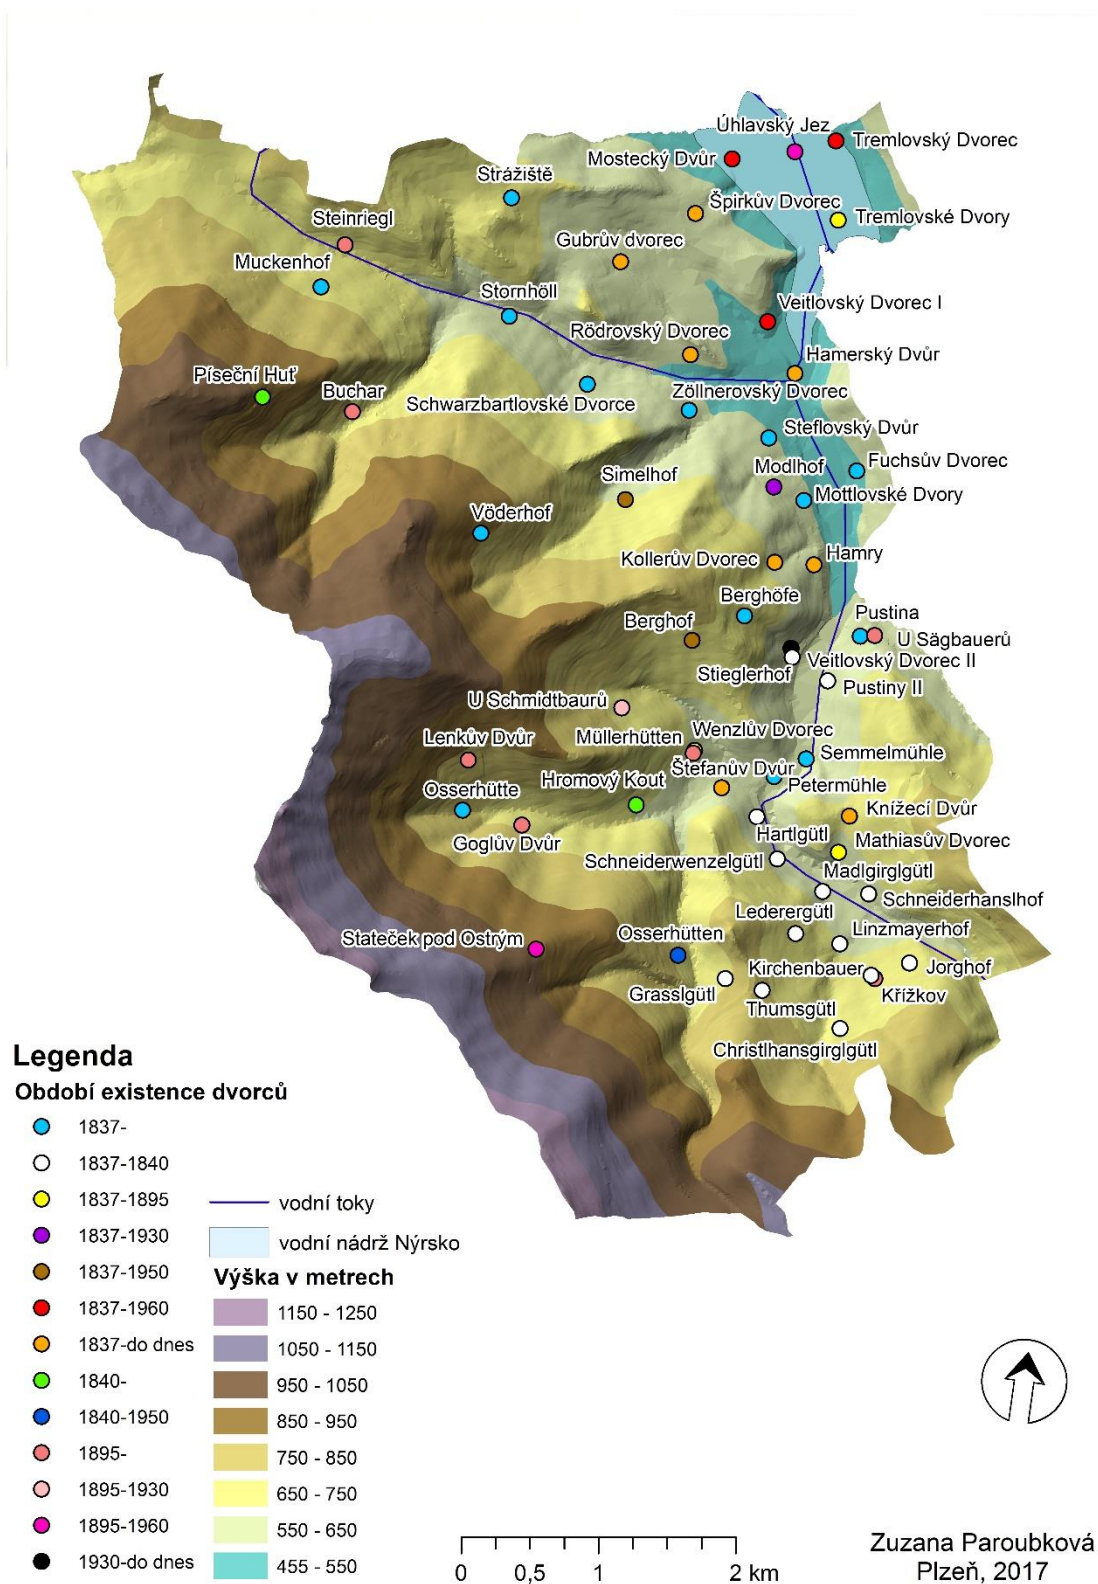 Úhlavský Jez
Tremlovský Dvorec
Mostecký Dvůr
Strážiště
Špirkův Dvorec
Tremlovské Dvory
Steinriegl
Gubrův dvorec
Muckenhof
Stornhöll
Veitlovský Dvorec I
Rödrovský Dvorec
Hamerský Dvůr
Píseční Huť
Buchar
Zöllnerovský Dvorec
Schwarzbartlovské Dvorce
Steflovský Dvůr
Modlhof
Fuchsův Dvorec
Simelhof
Mottlovské Dvory
Vöderhof
Kollerův Dvorec
Hamry
Berghöfe
Pustina
Berghof
U Sägbauerů
Veitlovský Dvorec II
Stieglerhof
Pustiny II
U Schmidtbaurů
Wenzlův Dvorec
Müllerhütten
Lenkův Dvůr
Semmelmühle
Štefanův Dvůr
Hromový Kout
Petermühle
Osserhütte
Knížecí Dvůr
Hartlgütl
Goglův Dvůr
Mathiasův Dvorec
Schneiderwenzelgütl
Madlgirglgütl
Schneiderhanslhof
Lederergütl
Linzmayerhof
Osserhütten
Stateček pod Ostrým
Jorghof
Kirchenbauer
Grasslgütl
Křížkov
Thumsgütl
Christlhansgirglgütl
Legenda
Období existence dvorců
1837-
1837-1840
1837-1895
1837-1930
1837-1950
1837-1960
1837-do dnes
1840-
1840-1950
1895-
1895-1930
1895-1960
1930-do dnes
vodní toky
vodní nádrž Nýrsko
Výška v metrech
1150 - 1250
1050 - 1150
950 - 1050
850 - 950
750 - 850
650 - 750
550 - 650
455 - 550
0 0,5 1 2 km
Zuzana Paroubková
Plzeň, 2017